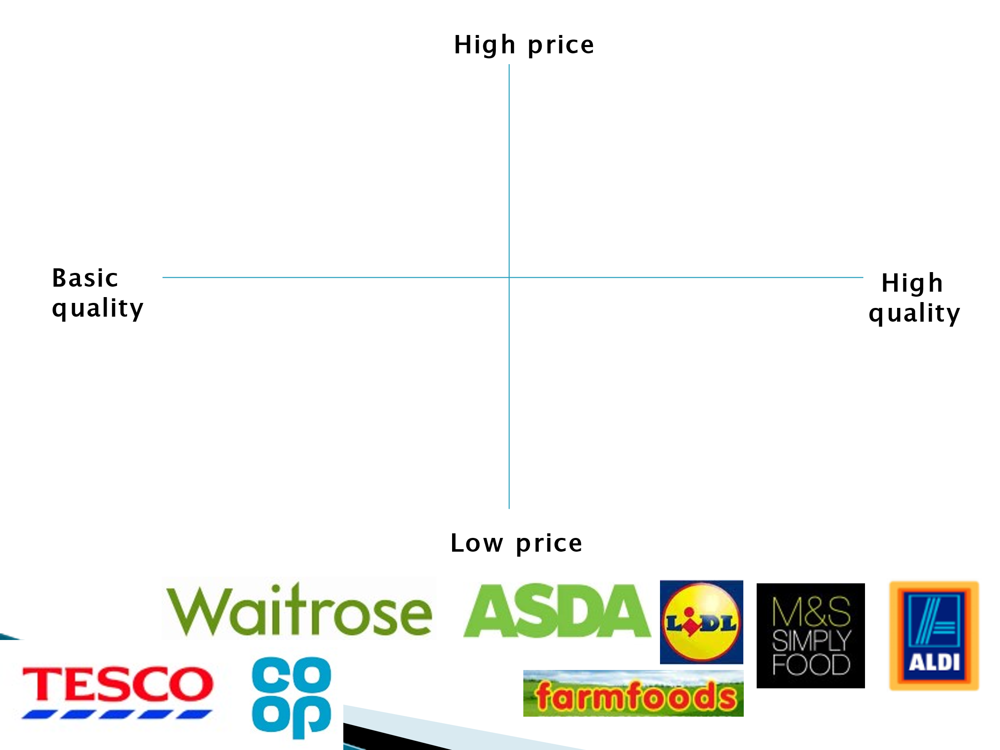 High price
Basic
quality
High
quality
Low price
Waitrose
ASDA
LiDL
M&S
SIMPLY
FOOD
ALDI
TESCO
co
op
farmfoods